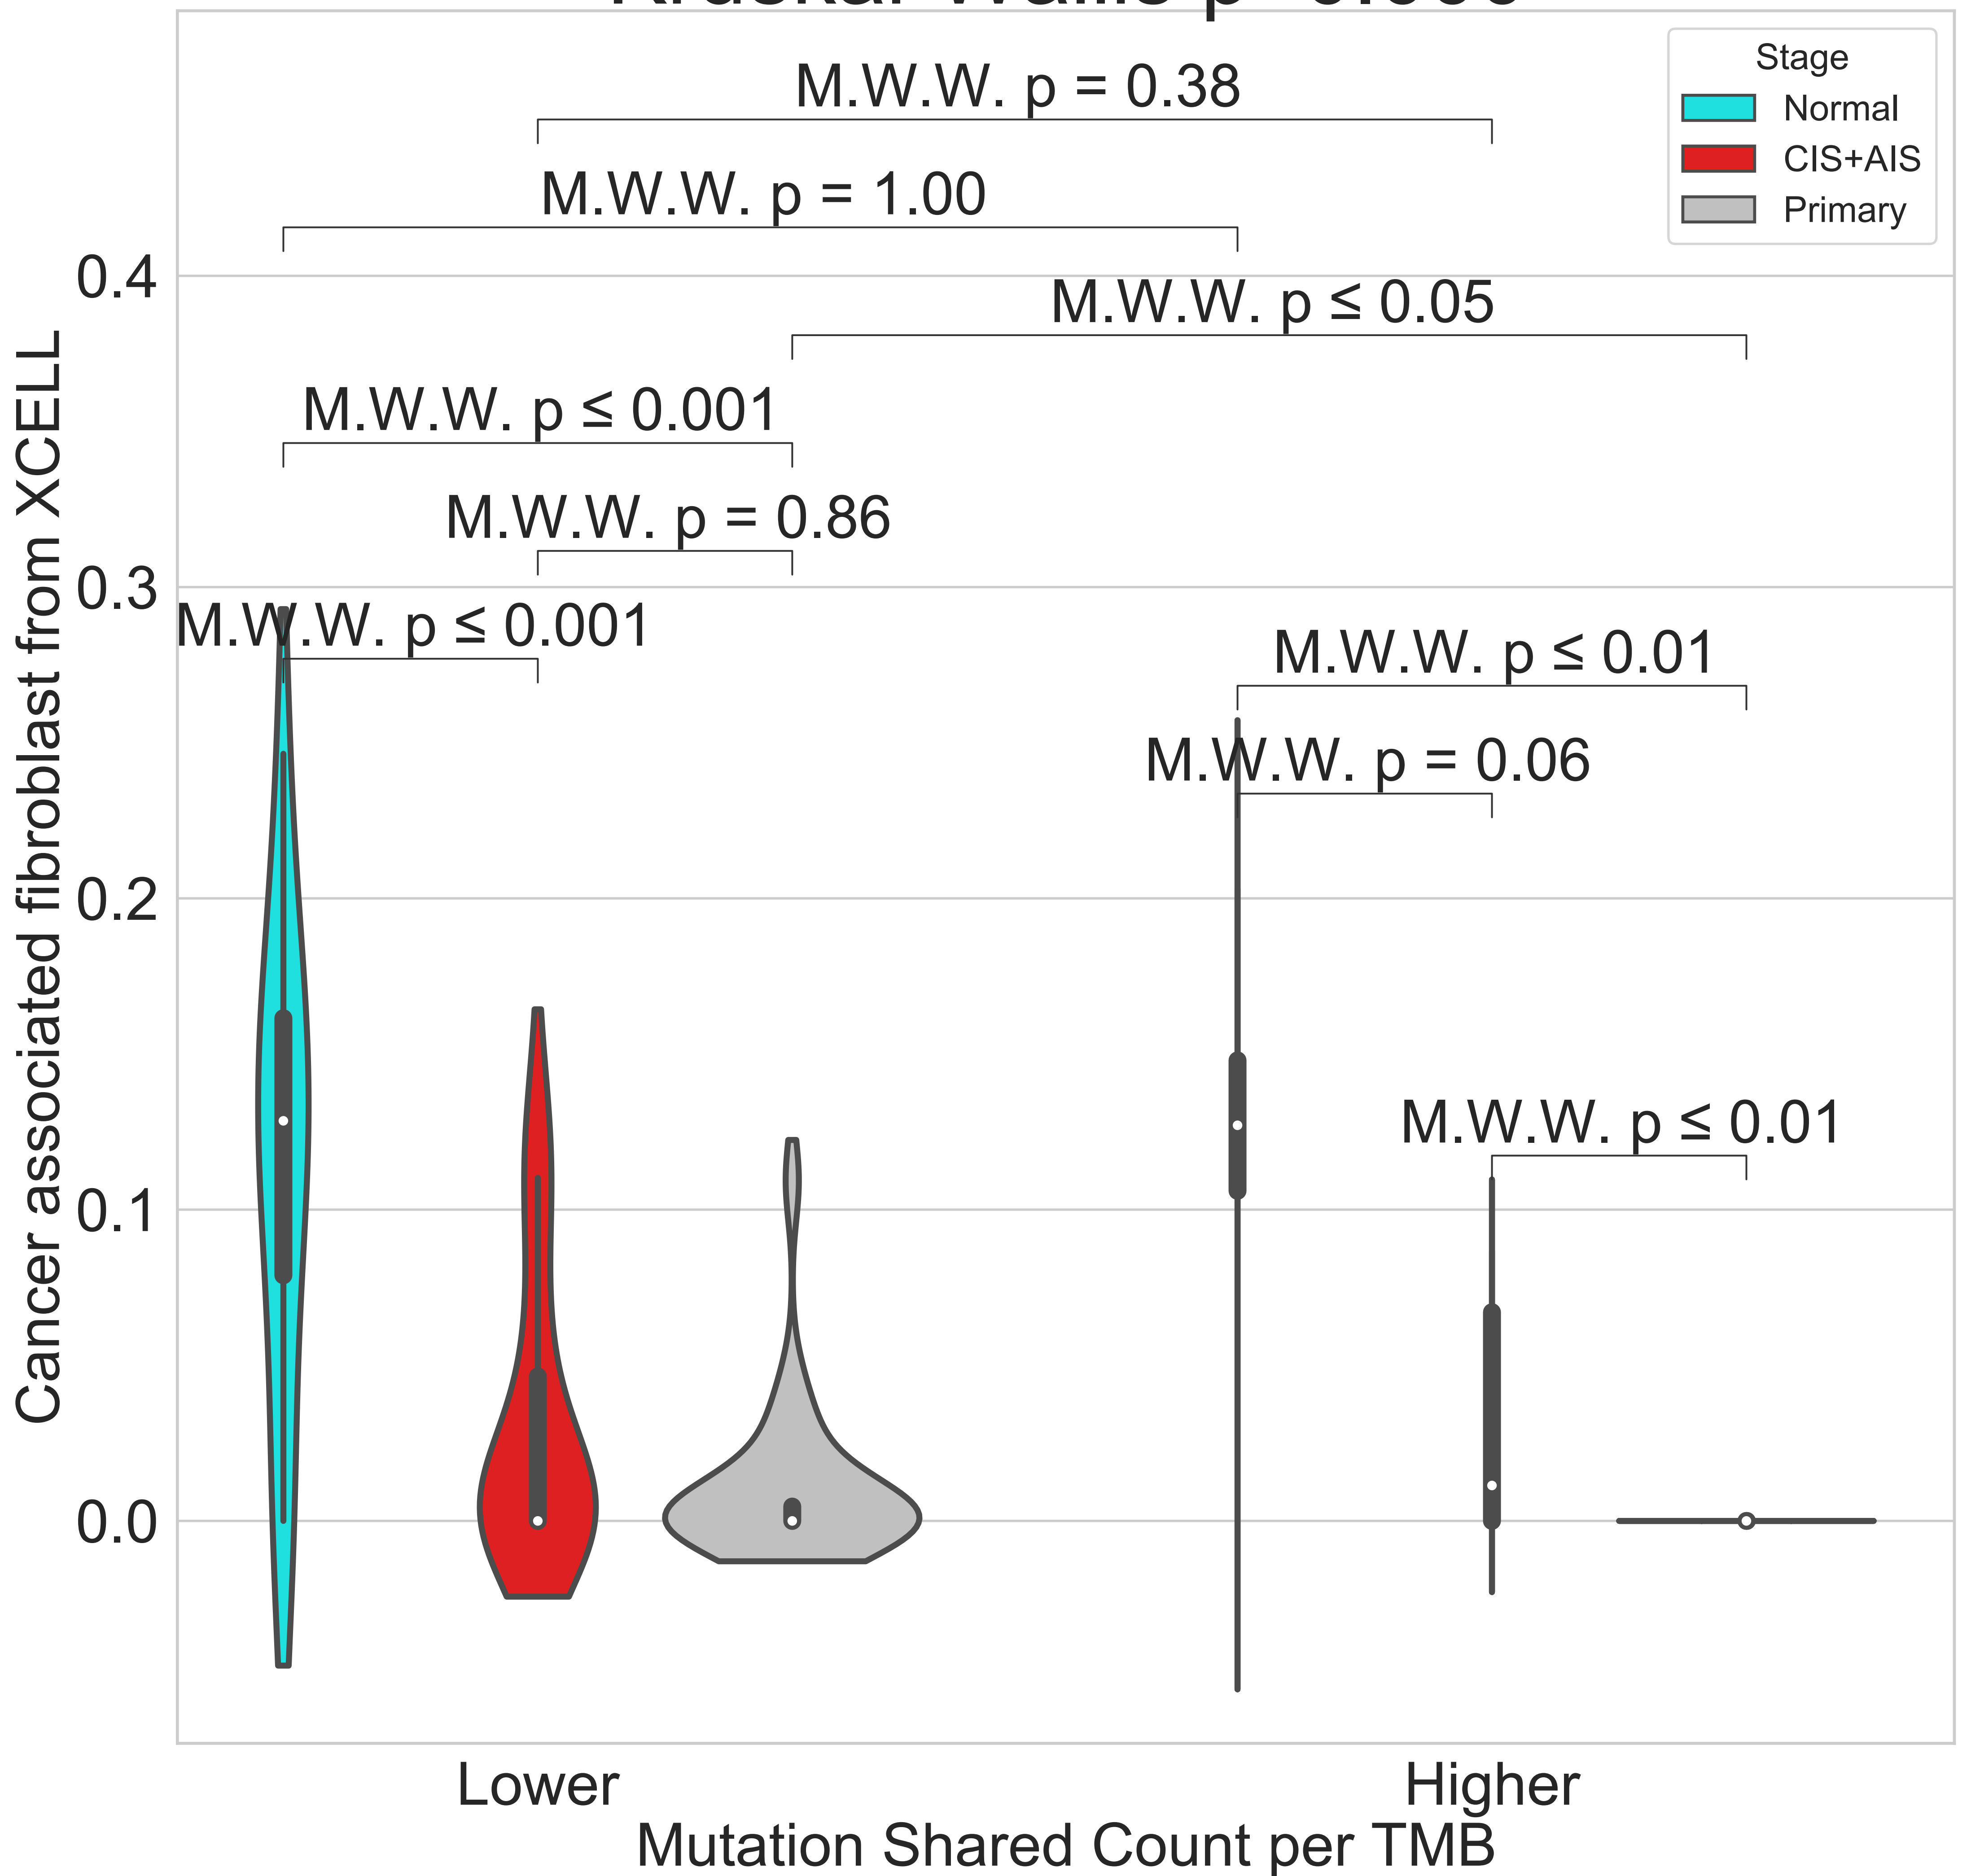 M.W.W. p = 0.38
Stage
Normal
CIS+AIS
Primary
M.W.W. p = 1.00
0.4
M.W.W. p ≤ 0.05
M.W.W. p ≤ 0.001
M.W.W. p = 0.86
0.3
M.W.W. p ≤ 0.001
M.W.W. p ≤ 0.01
M.W.W. p = 0.06
0.2
M.W.W. p ≤ 0.01
0.1
0.0
Cancer associated fibroblast from XCELL
Lower
Higher
Mutation Shared Count per TMB